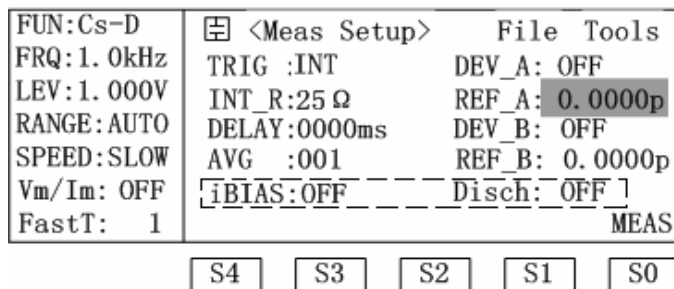 FUN:Cs-D
FRQ:1.0kHz
LEV:1.000V
RANGE:AUTO
SPEED:SLOW
Vm/Im: OFF
FastT: 1
主 <Meas Setup> File Tools
TRIG :INT DEV_A: OFF
INT_R:25Ω REF_A: 0.0000p
DELAY:0000ms DEV_B: OFF
AVG :001 REF_B: 0.0000p
iBIAS:OFF Disch: OFF
MEAS
S4 S3 S2 S1 S0